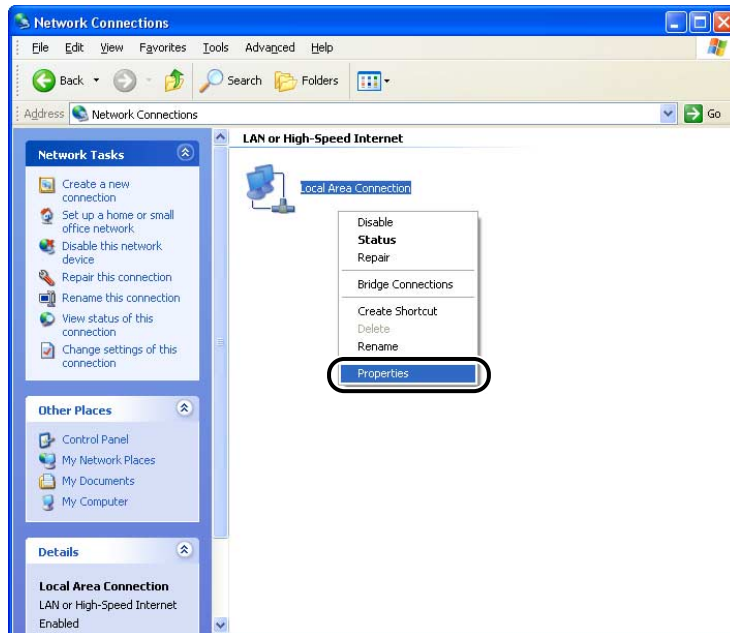 Network Connections
File Edit View Favorites Tools Advanced Help
Back Search Folders
Address Network Connections Go
Network Tasks
Create a new
connection
Set up a home or small
office network
Disable this network
device
Repair this connection
Rename this connection
View status of this
connection
Change settings of this
connection
Other Places
Control Panel
My Network Places
My Documents
My Computer
Details
Local Area Connection
LAN or High-Speed Internet
Enabled
LAN or High-Speed Internet
Local Area Connection
Disable
Status
Repair
Bridge Connections
Create Shortcut
Delete
Rename
Properties